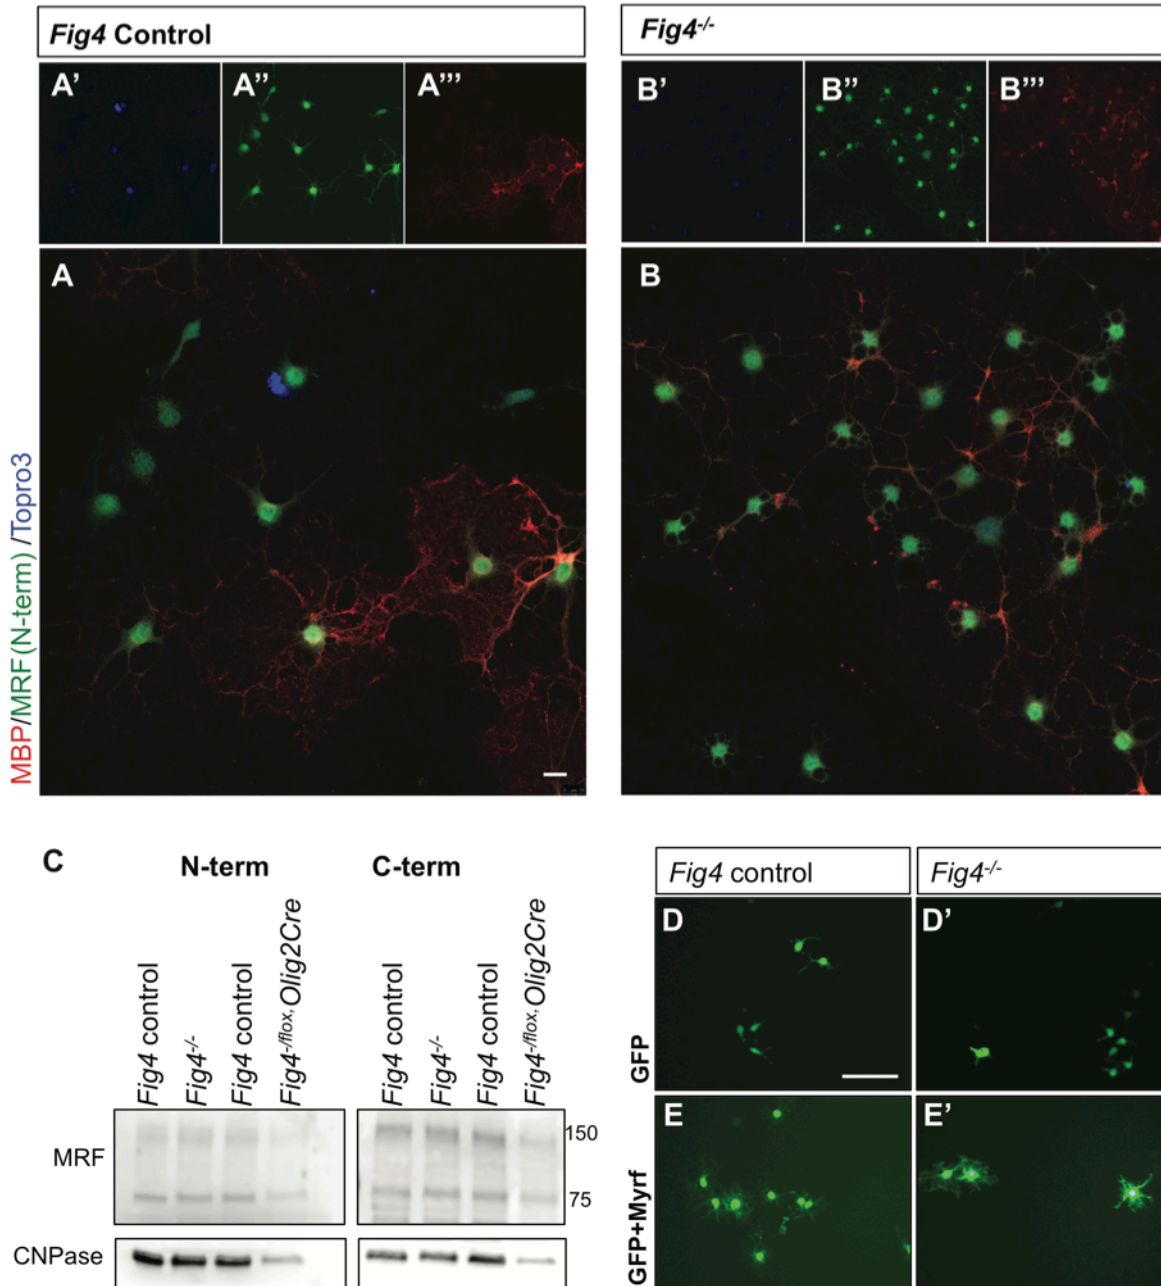 Fig4 Control
Fig4-/-
A'
A''
A'''
B'
B''
B'''
A
B
MBP/MRF(N-term) /Topro3
C
N-term
C-term
Fig4 control
Fig4-/-
Fig4 control
Fig4-/flox,Olig2Cre
Fig4 control
Fig4-/-
Fig4 control
Fig4-/flox,Olig2Cre
MRF
150
75
CNPase
Fig4 control
Fig4-/-
D
D'
GFP
E
E'
GFP+Myrf